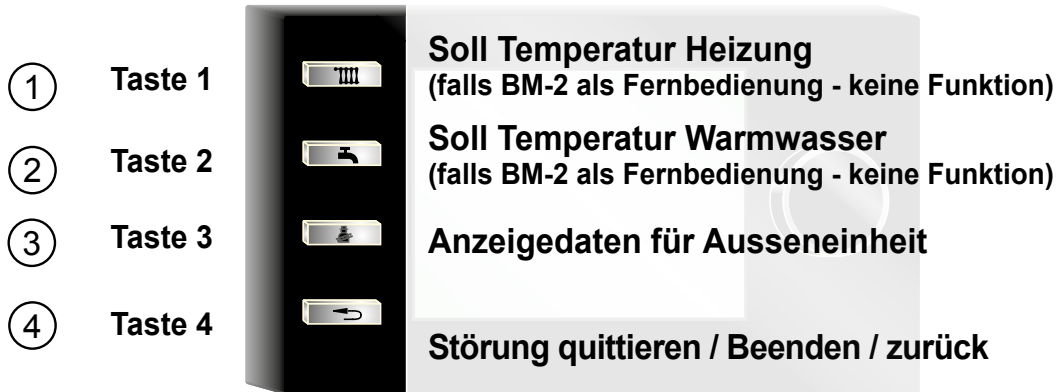 1 Taste 1 Soll Temperatur Heizung
(falls BM-2 als Fernbedienung - keine Funktion)
2 Taste 2 Soll Temperatur Warmwasser
(falls BM-2 als Fernbedienung - keine Funktion)
3 Taste 3 Anzeigedaten für Ausseneinheit
4 Taste 4 Störung quittieren / Beenden / zurück